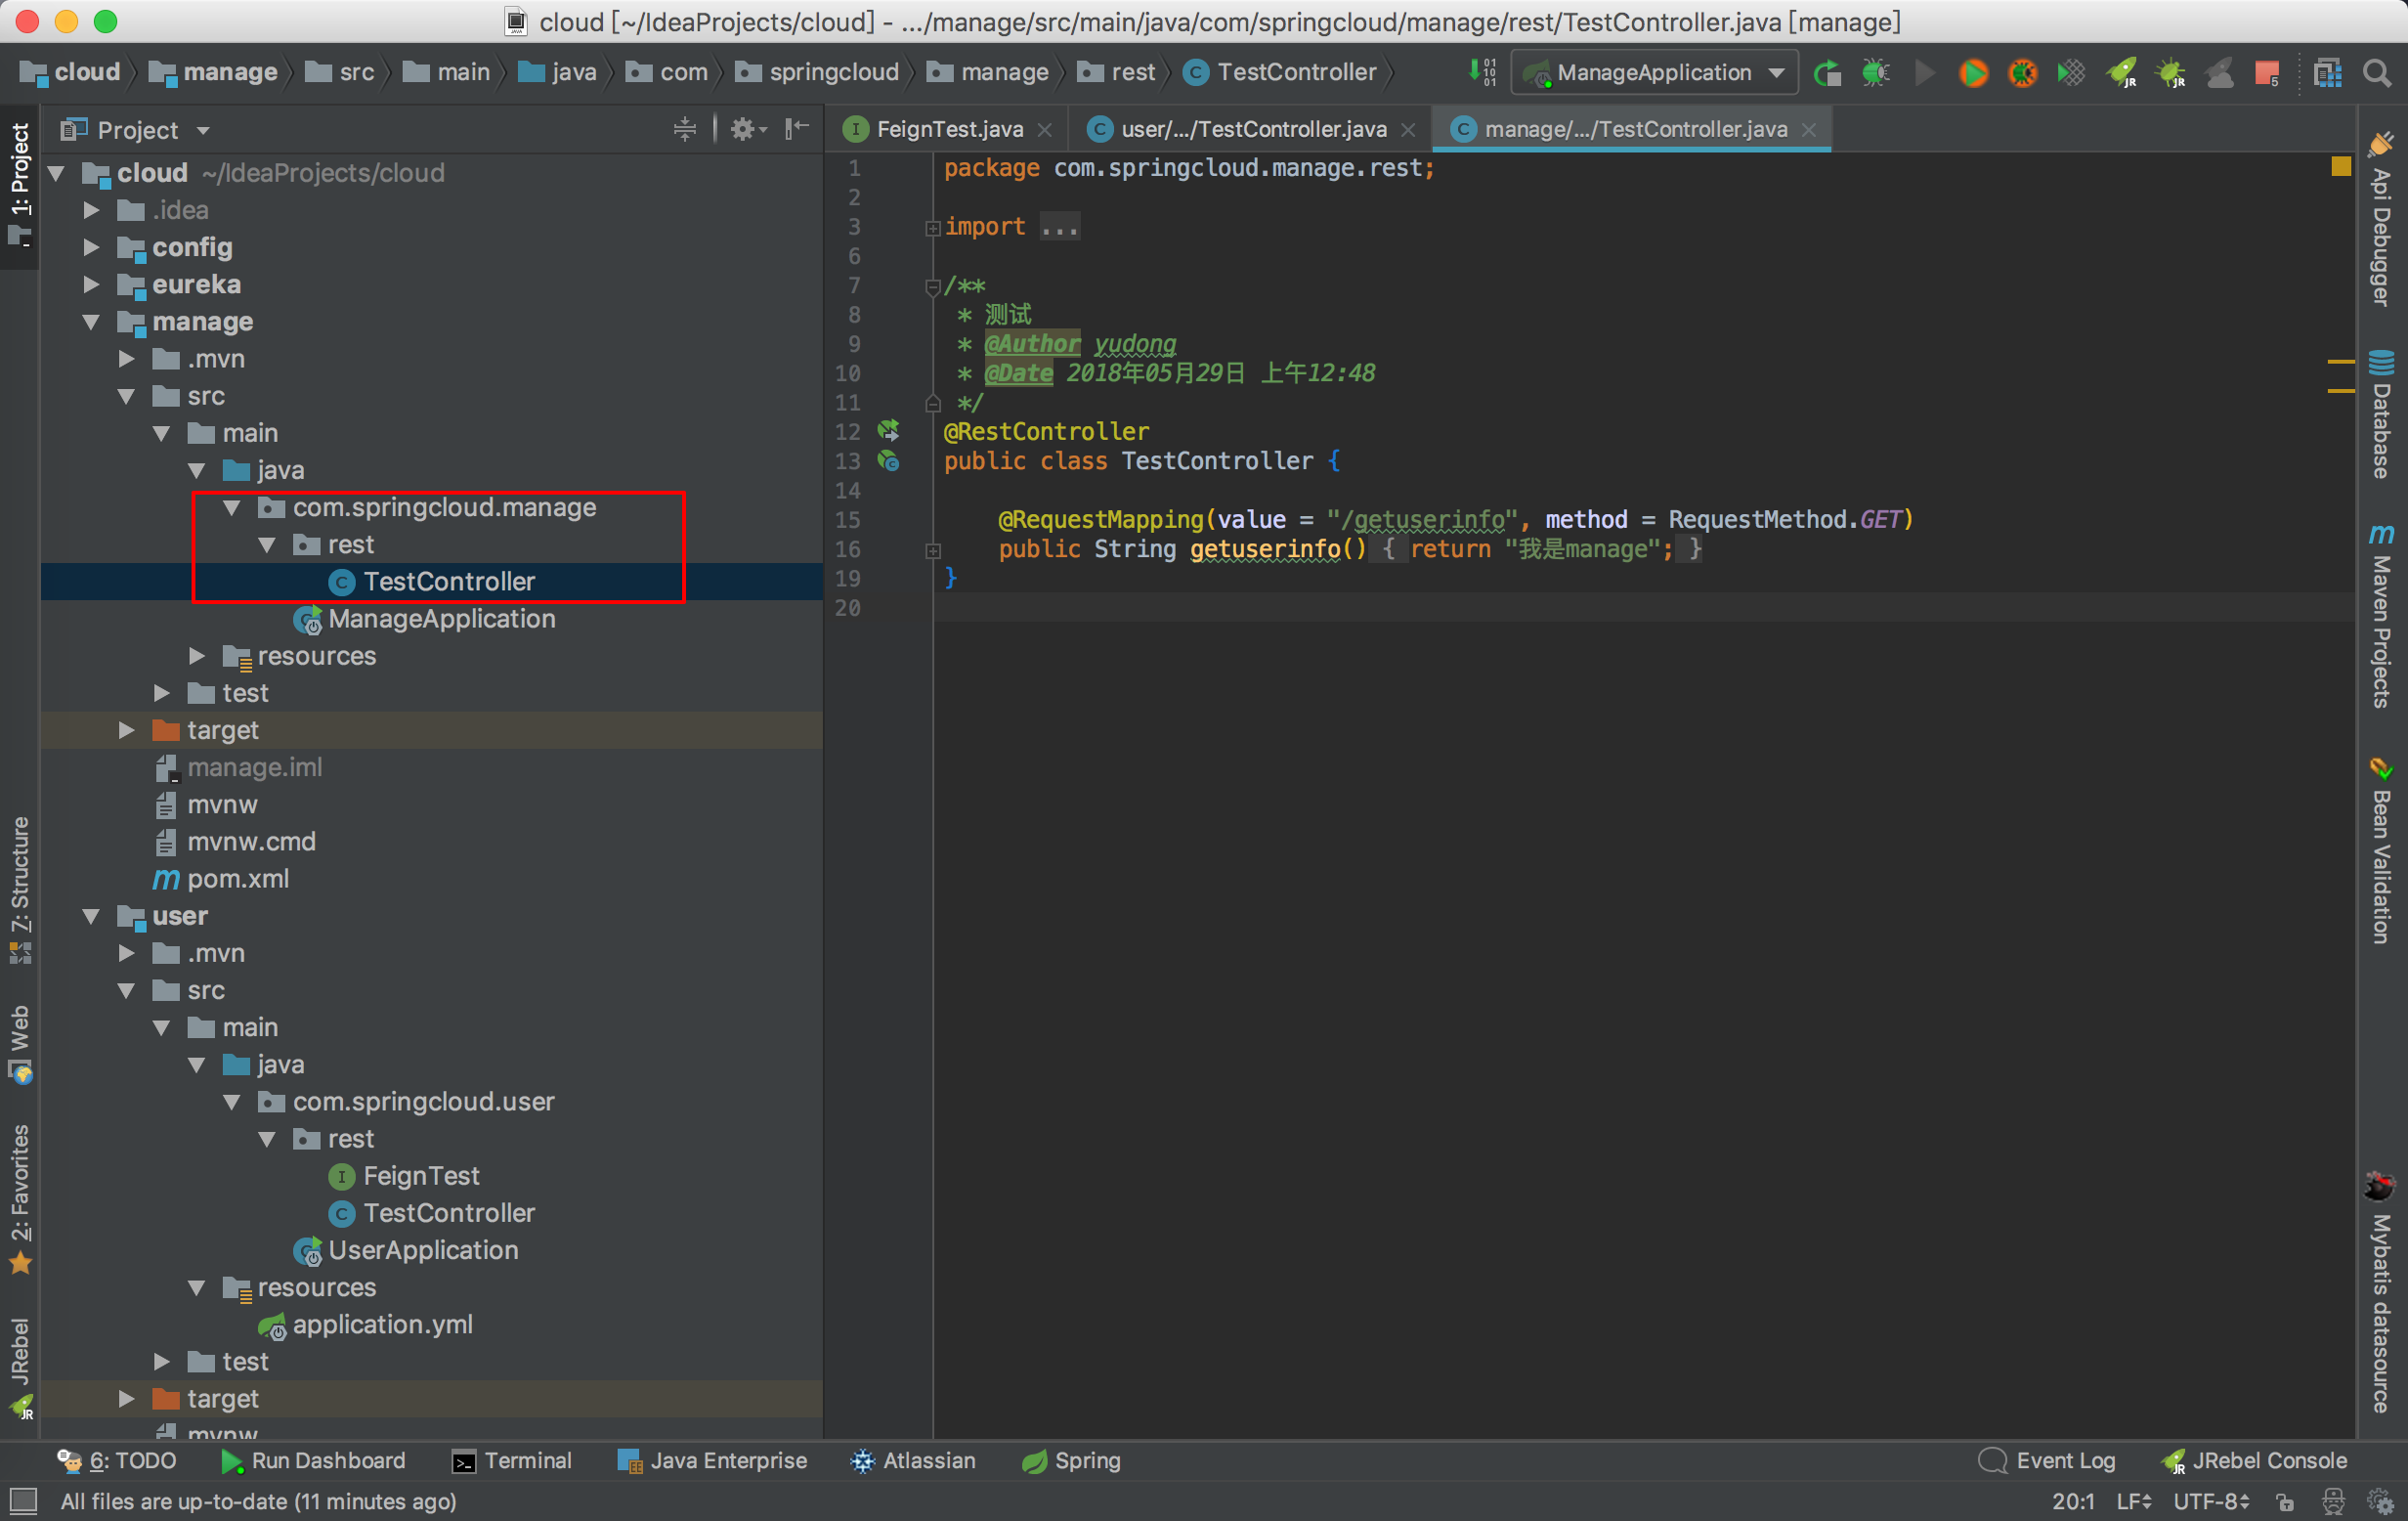 cloud [~/IdeaProjects/cloud] - .../manage/src/main/java/com/springcloud/manage/rest/TestController.java [manage]
cloud manage src main java com springcloud manage rest TestController ManageApplication
Project
FeignTest.java user/.../TestController.java manage/.../TestController.java
1: Project
7: Structure
Web
2: Favorites
JRebel
cloud ~/IdeaProjects/cloud
.idea
config
eureka
manage
.mvn
src
main
java
com.springcloud.manage
rest
TestController
ManageApplication
resources
test
target
manage.iml
mvnw
mvnw.cmd
pom.xml
user
.mvn
src
main
java
com.springcloud.user
rest
FeignTest
TestController
UserApplication
resources
application.yml
test
target
mvnw
1 package com.springcloud.manage.rest;
2
3 import ...
6
7 /**
8 * 测试
9 * @Author yudong
10 * @Date 2018年05月29日 上午12:48
11 */
12 @RestController
13 public class TestController {
14
15 @RequestMapping(value = "/getuserinfo", method = RequestMethod.GET)
16 public String getuserinfo() { return "我是manage"; }
19 }
20
Api Debugger
Database
Maven Projects
Bean Validation
Mybatis datasource
6: TODO Run Dashboard Terminal Java Enterprise Atlassian Spring Event Log JRebel Console
All files are up-to-date (11 minutes ago) 20:1 LF UTF-8